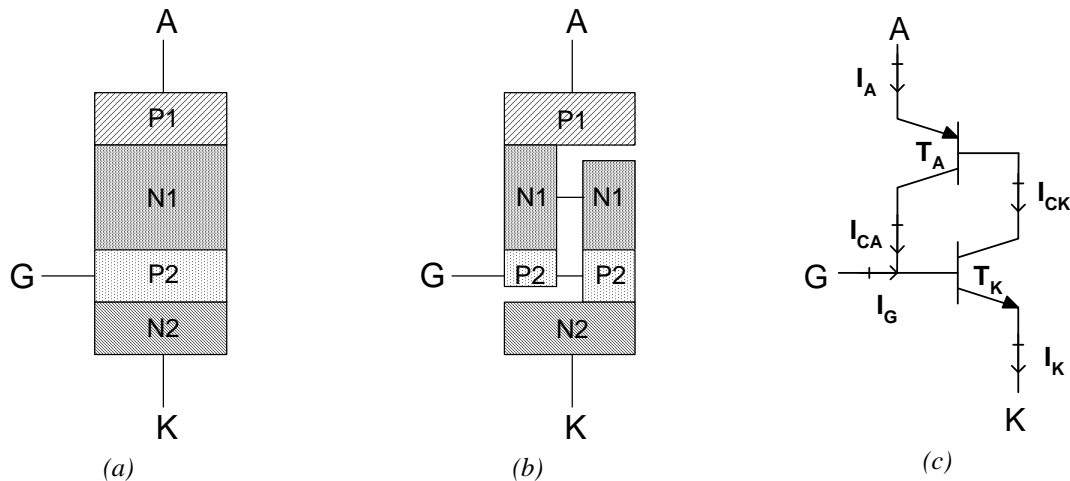 A
P1
N1
P2
G
N2
K
(a)
A
P1
N1
N1
P2
P2
G
N2
K
(b)
A
I_A
T_A
I_CK
I_CA
G
T_K
I_G
I_K
K
(c)